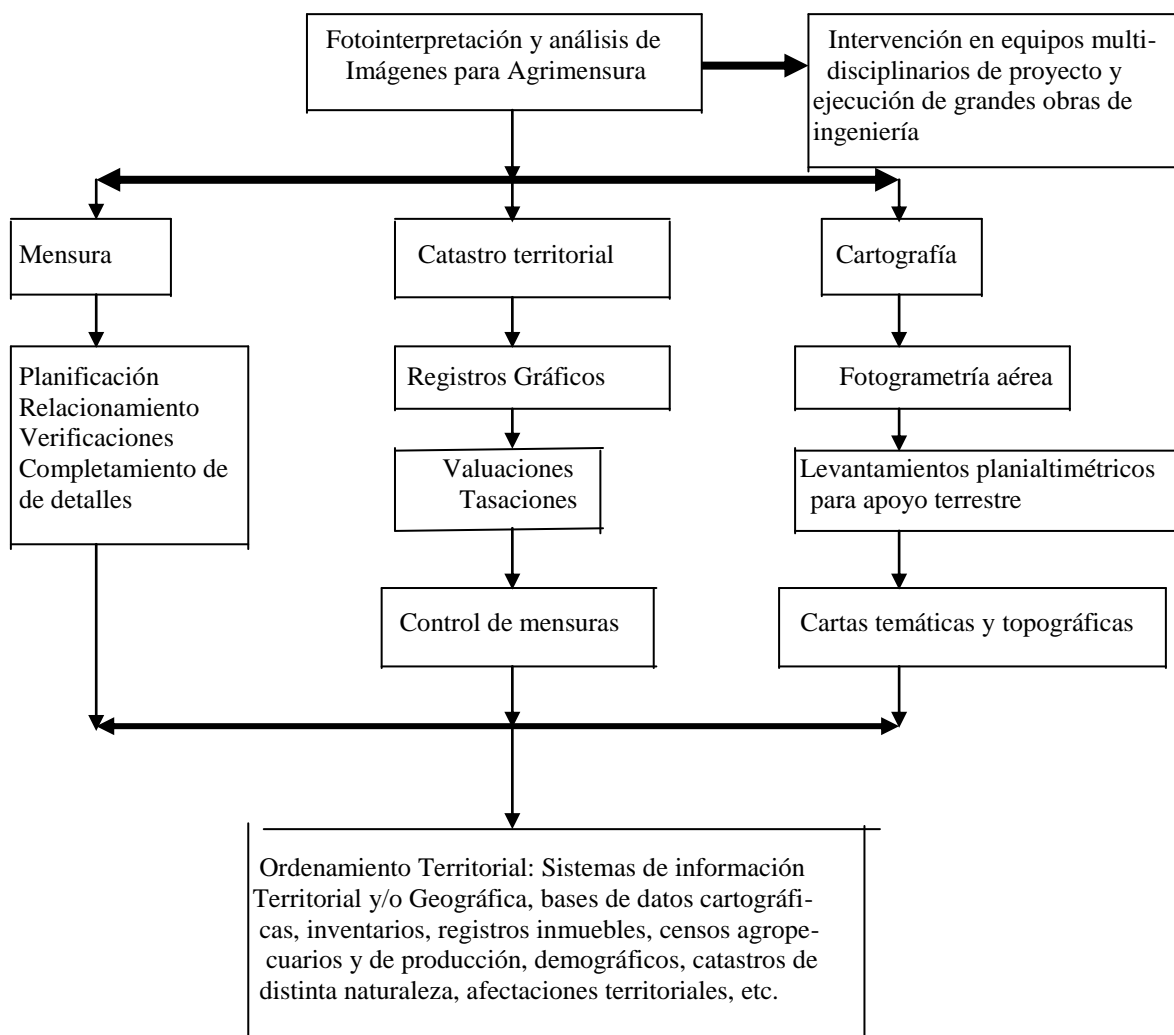 Fotointerpretación y análisis de
Imágenes para Agrimensura
Intervención en equipos multi-
disciplinarios de proyecto y
ejecución de grandes obras de
ingeniería
Mensura
Catastro territorial
Cartografía
Planificación
Relacionamiento
Verificaciones
Completamiento de
de detalles
Registros Gráficos
Fotogrametría aérea
Valuaciones
Tasaciones
Levantamientos planialtimétricos
para apoyo terrestre
Control de mensuras
Cartas temáticas y topográficas
Ordenamiento Territorial: Sistemas de información
Territorial y/o Geográfica, bases de datos cartográfi-
cas, inventarios, registros inmuebles, censos agrope-
cuarios y de producción, demográficos, catastros de
distinta naturaleza, afectaciones territoriales, etc.